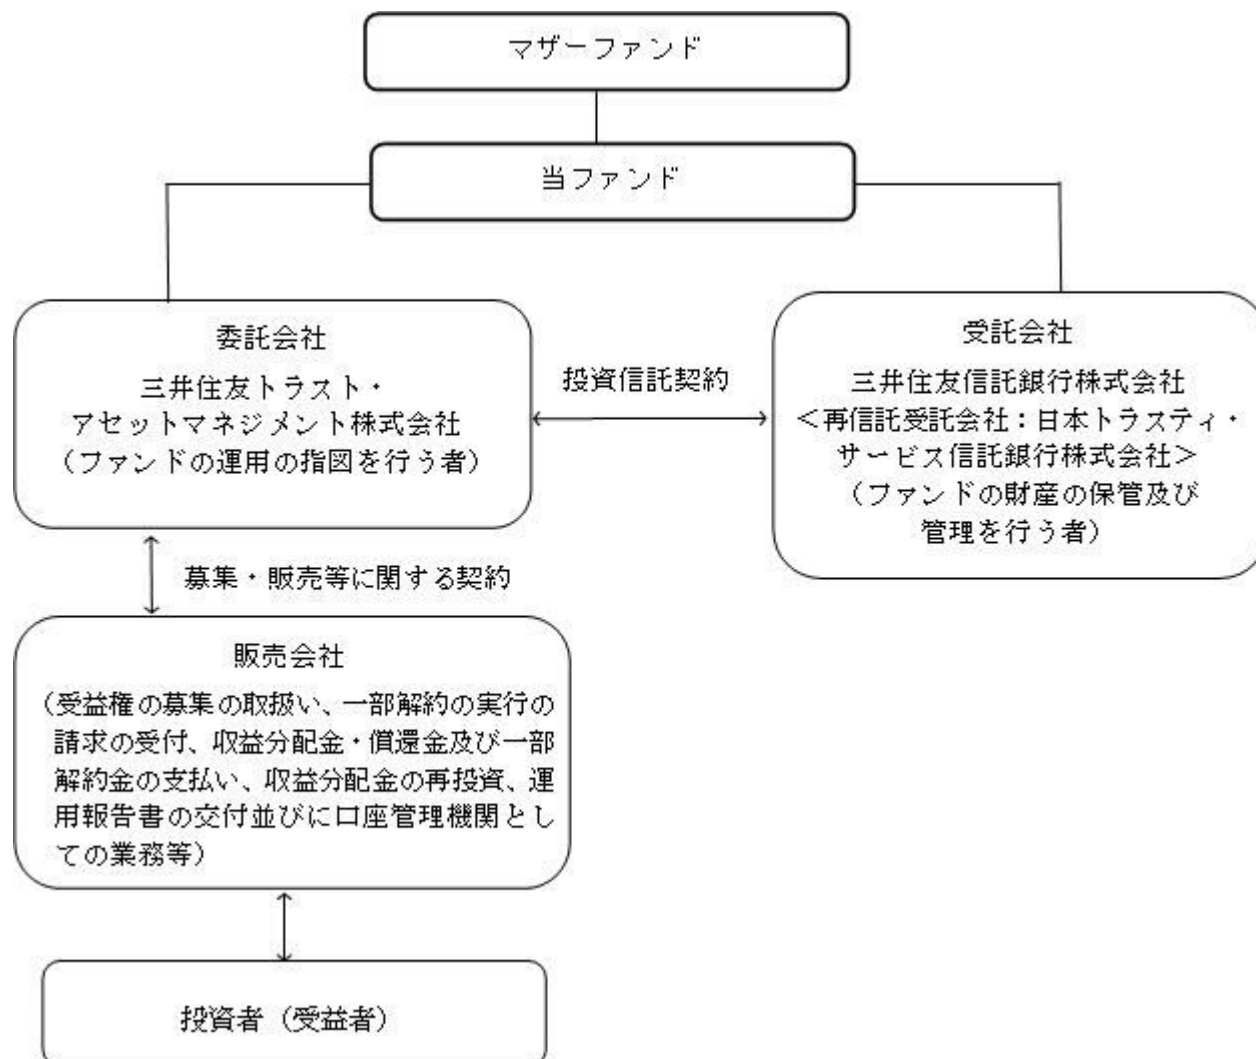 マザーファンド
当ファンド
委託会社
三井住友トラスト・
アセットマネジメント株式会社
（ファンドの運用の指図を行う者）
投資信託契約
受託会社
三井住友信託銀行株式会社
＜再信託受託会社：日本トラスティ・
サービス信託銀行株式会社＞
（ファンドの財産の保管及び
管理を行う者）
募集・販売等に関する契約
販売会社
（受益権の募集の取扱い、一部解約の実行の
請求の受付、収益分配金・償還金及び一部
解約金の支払い、収益分配金の再投資、運
用報告書の交付並びに口座管理機関とし
ての業務等）
投資者（受益者）